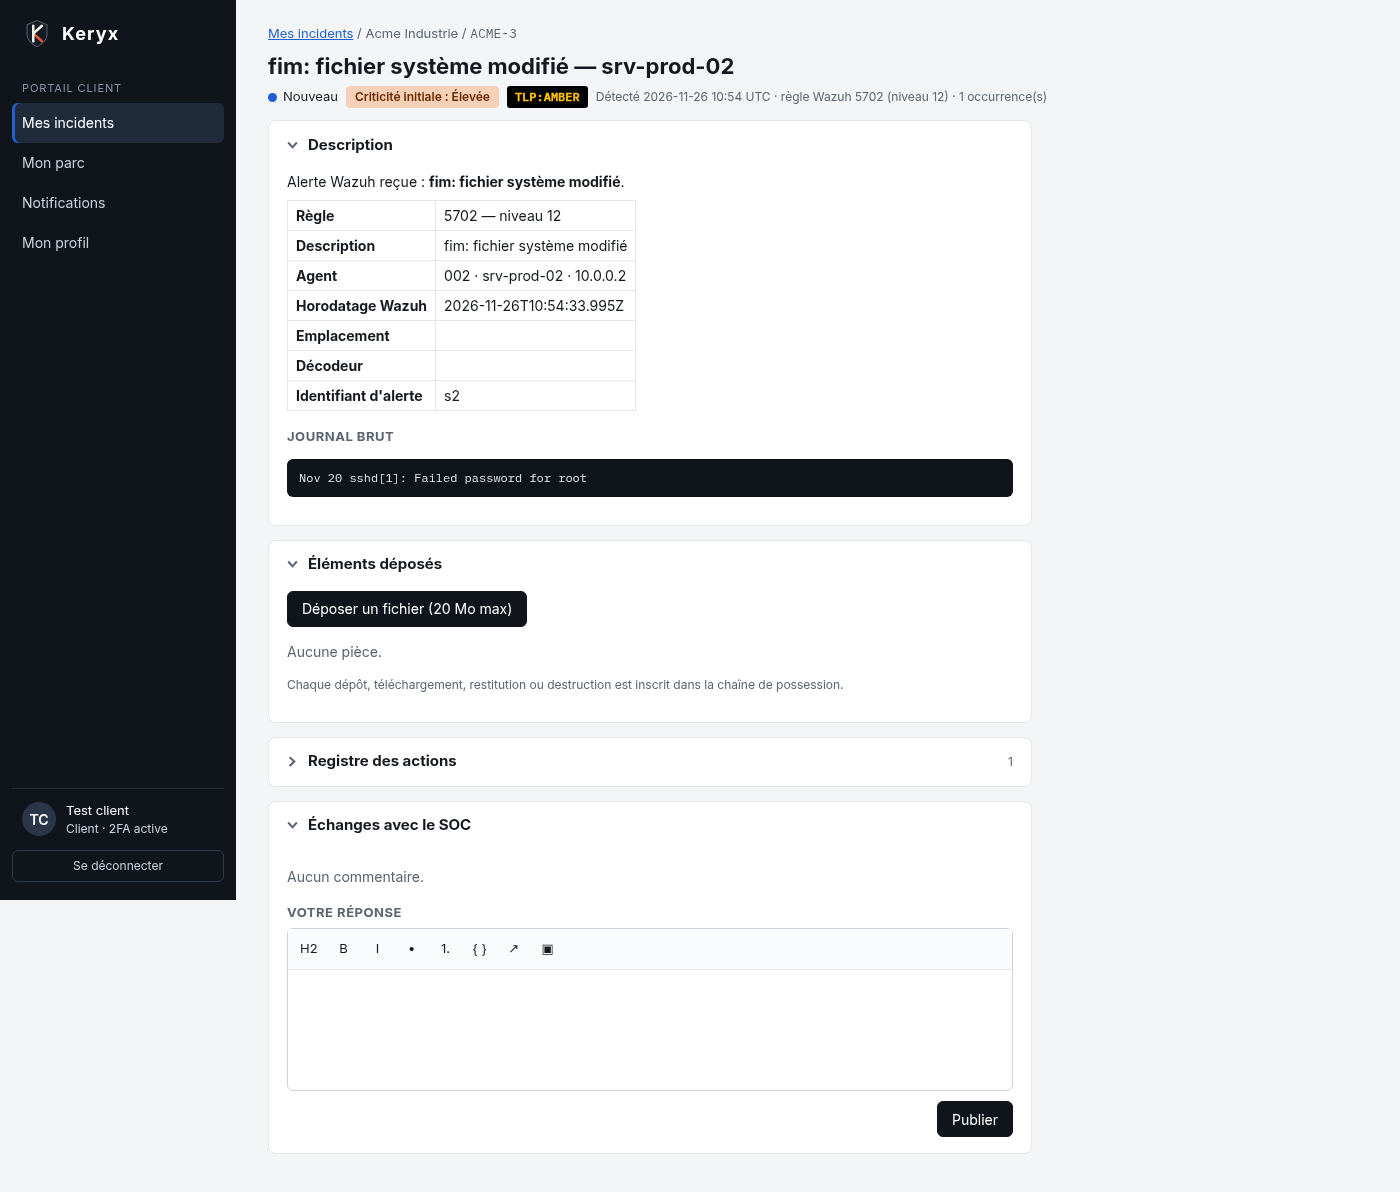 Keryx
PORTAIL CLIENT
Mes incidents
Mon parc
Notifications
Mon profil
Test client
TC
Client · 2FA active
Se déconnecter
Mes incidents / Acme Industrie / ACME-3
fim: fichier système modifié — srv-prod-02
Nouveau Criticité initiale : Élevée TLP:AMBER Détecté 2026-11-26 10:54 UTC · règle Wazuh 5702 (niveau 12) · 1 occurrence(s)
Description
Alerte Wazuh reçue : fim: fichier système modifié.
Règle 5702 — niveau 12
Description fim: fichier système modifié
Agent 002 · srv-prod-02 · 10.0.0.2
Horodatage Wazuh 2026-11-26T10:54:33.995Z
Emplacement
Décodeur
Identifiant d'alerte s2
JOURNAL BRUT
Nov 20 sshd[1]: Failed password for root
Éléments déposés
Déposer un fichier (20 Mo max)
Aucune pièce.
Chaque dépôt, téléchargement, restitution ou destruction est inscrit dans la chaîne de possession.
Registre des actions 1
Échanges avec le SOC
Aucun commentaire.
VOTRE RÉPONSE
H2 B I • 1. { } ↗ ▣
Publier